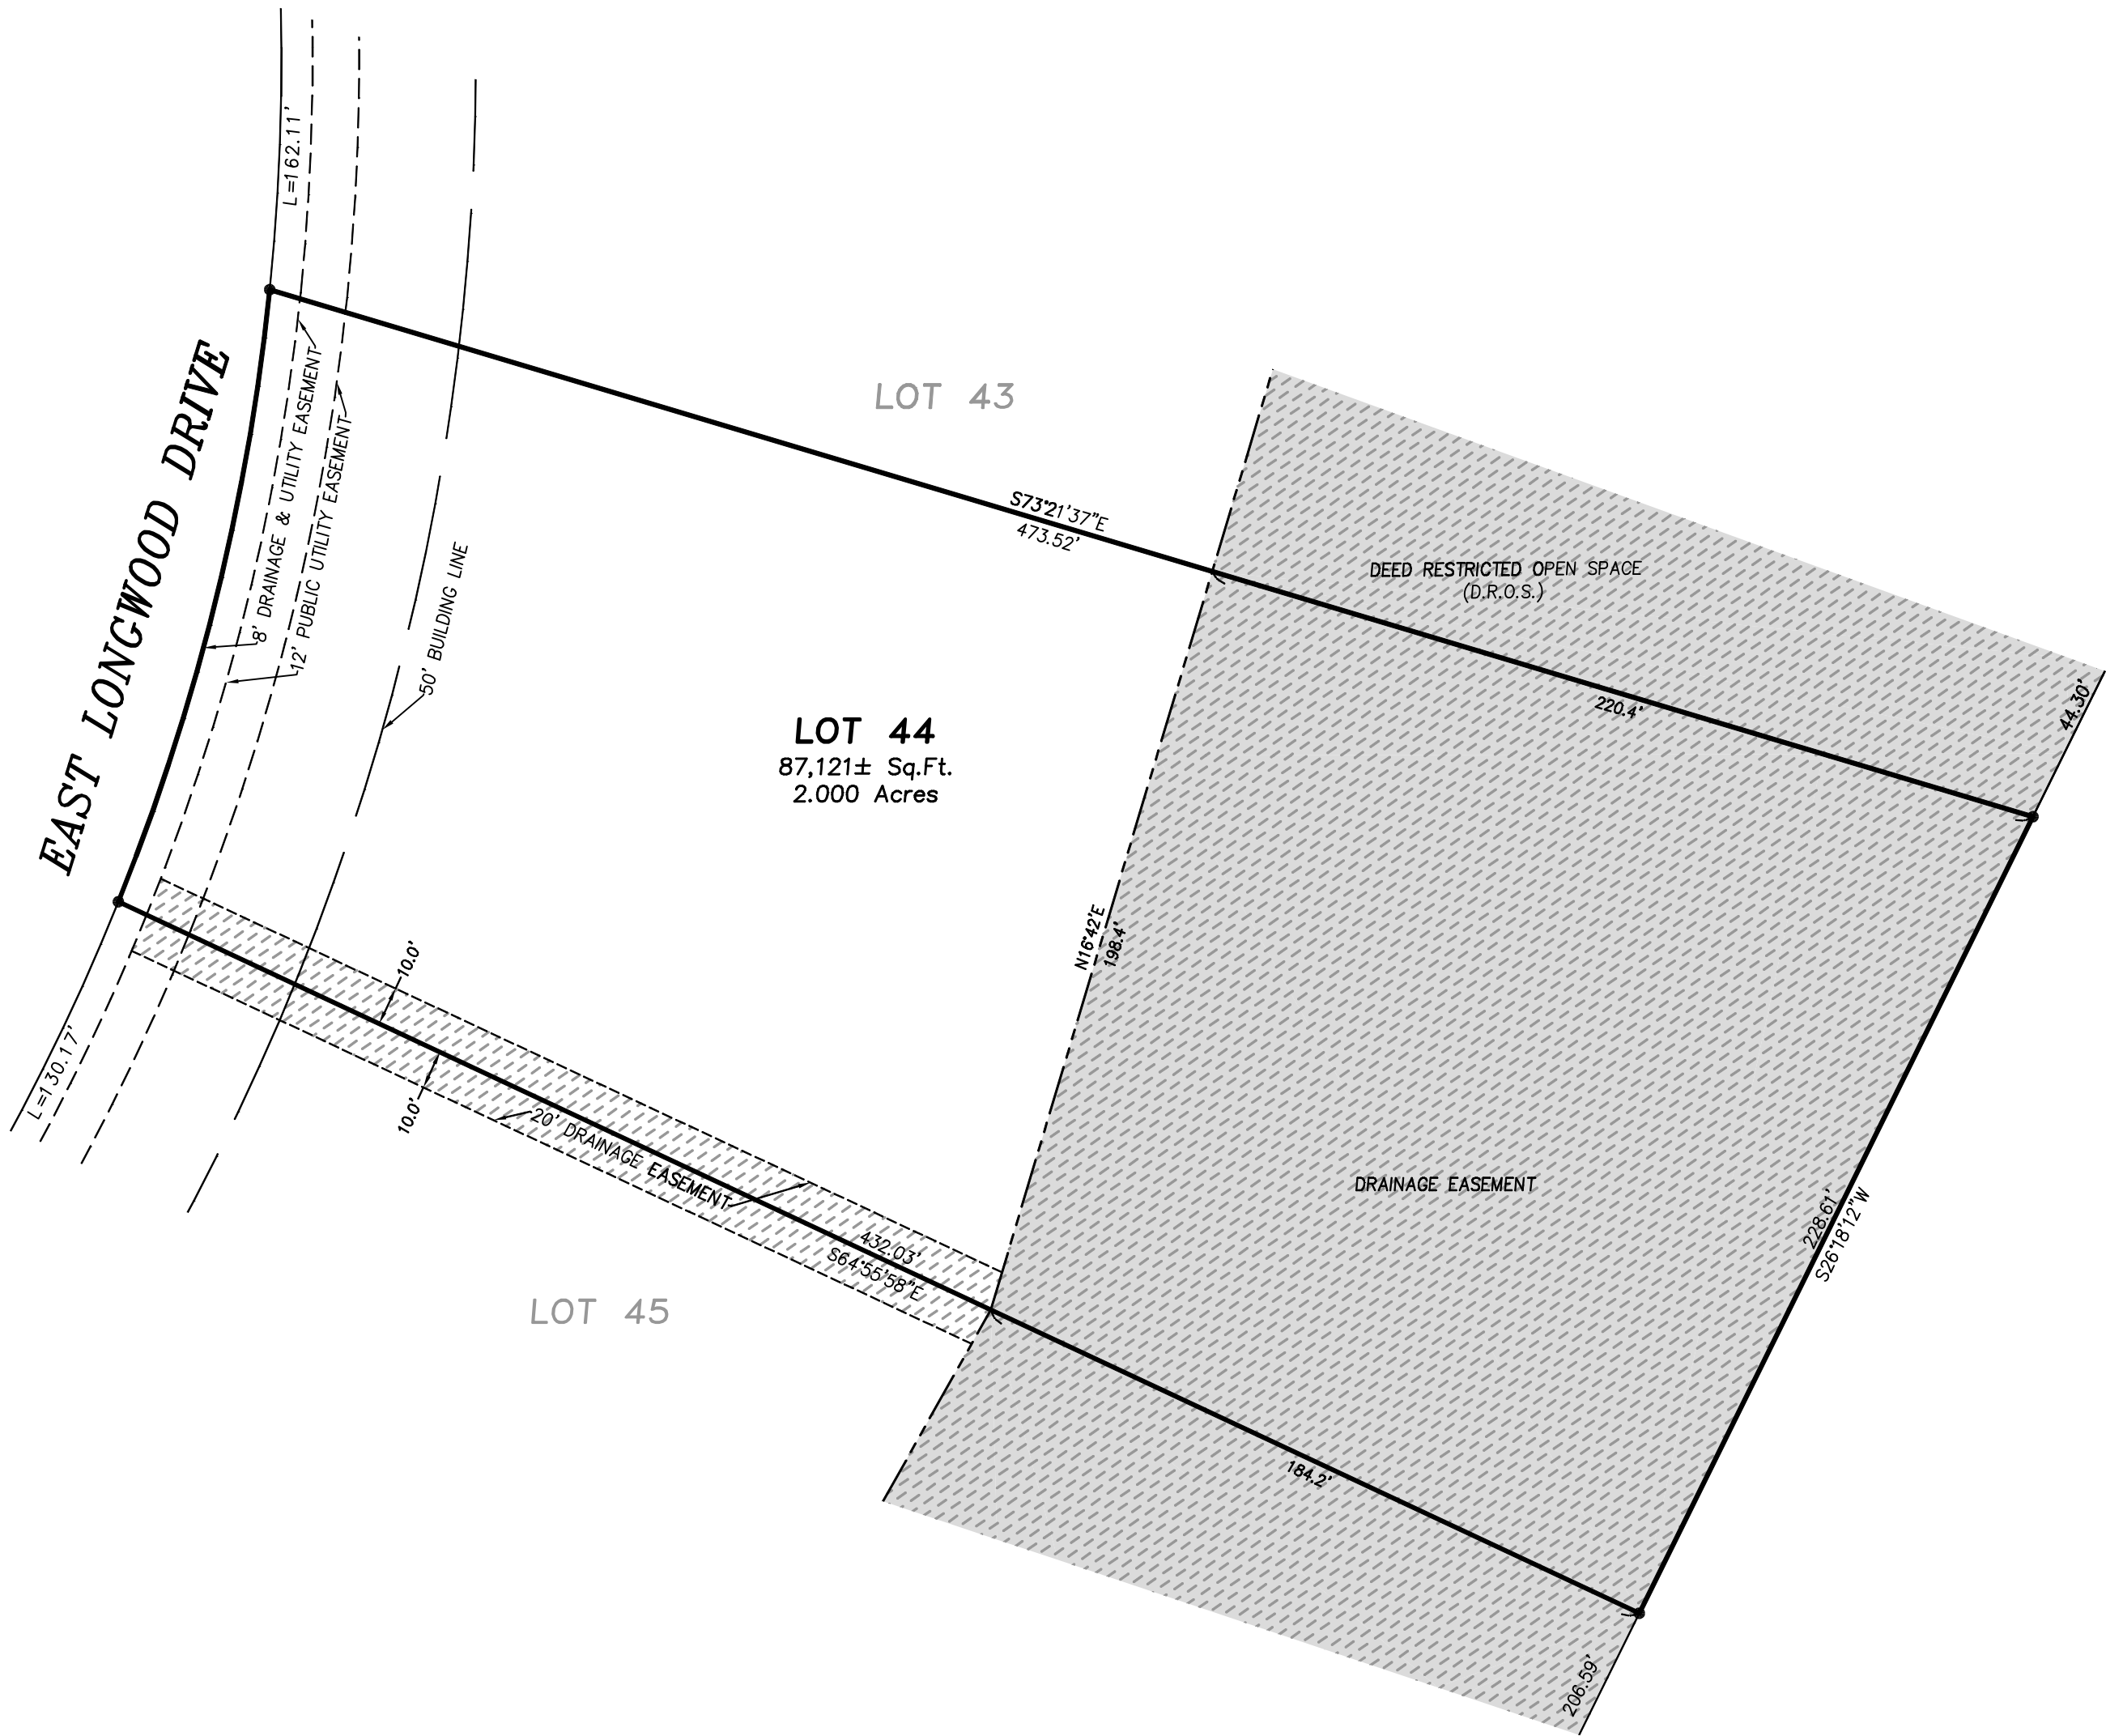 L=162.11'
EAST LONGWOOD DRIVE
8' DRAINAGE & UTILITY EASEMENT
12' PUBLIC UTILITY EASEMENT
50' BUILDING LINE
LOT 43
S73°21'37"E
473.52'
DEED RESTRICTED OPEN SPACE
(D.R.O.S.)
220.4'
44.30'
LOT 44
87,121± Sq.Ft.
2.000 Acres
N16°42'E
198.4'
10.0'
10.0'
L=130.17'
20' DRAINAGE EASEMENT
432.03'
S64°55'58"E
LOT 45
DRAINAGE EASEMENT
228.61'
S26°18'12"W
184.2'
206.59'